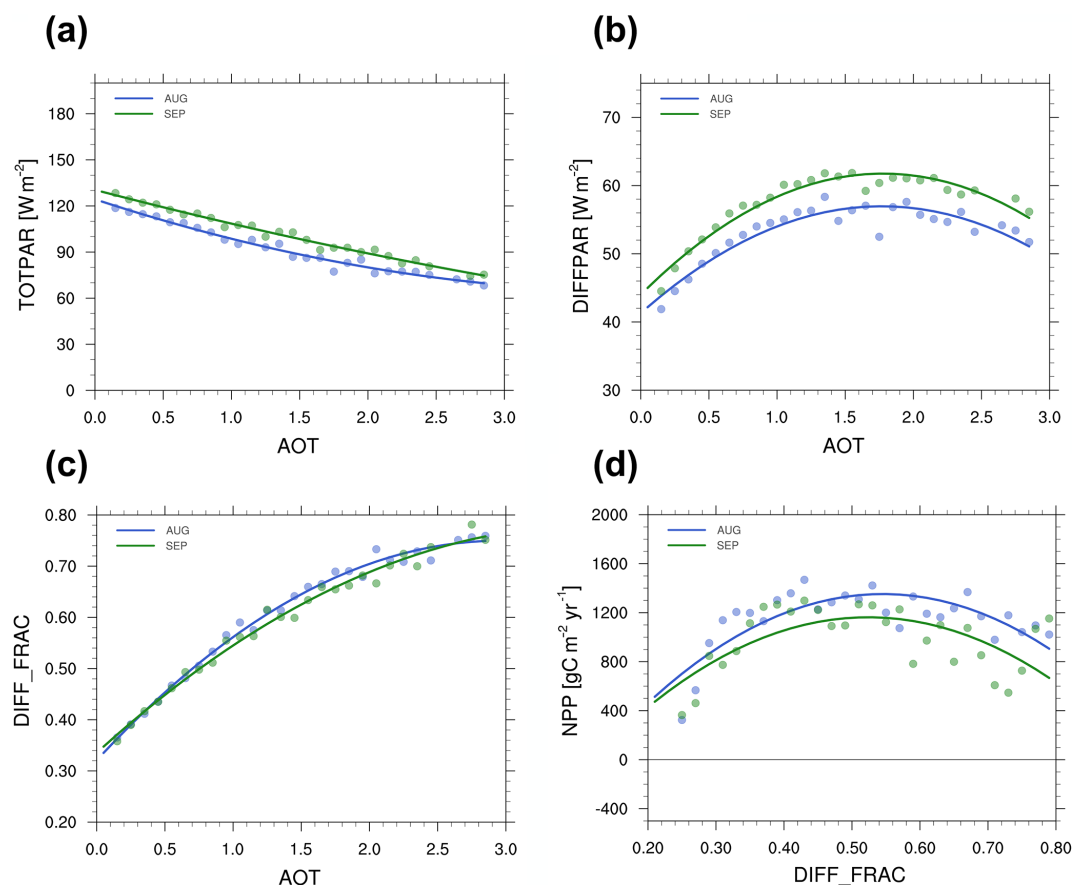 (a)
TOTPAR [W m⁻²]
180
150
120
90
60
30
0
AUG
SEP
0.0 0.5 1.0 1.5 2.0 2.5 3.0
AOT
(b)
DIFFPAR [W m⁻²]
70
60
50
40
30
AUG
SEP
0.0 0.5 1.0 1.5 2.0 2.5 3.0
AOT
(c)
DIFF_FRAC
0.80
0.70
0.60
0.50
0.40
0.30
0.20
AUG
SEP
0.0 0.5 1.0 1.5 2.0 2.5 3.0
AOT
(d)
NPP [gC m⁻² yr⁻¹]
2000
1600
1200
800
400
0
-400
AUG
SEP
0.20 0.30 0.40 0.50 0.60 0.70 0.80
DIFF_FRAC